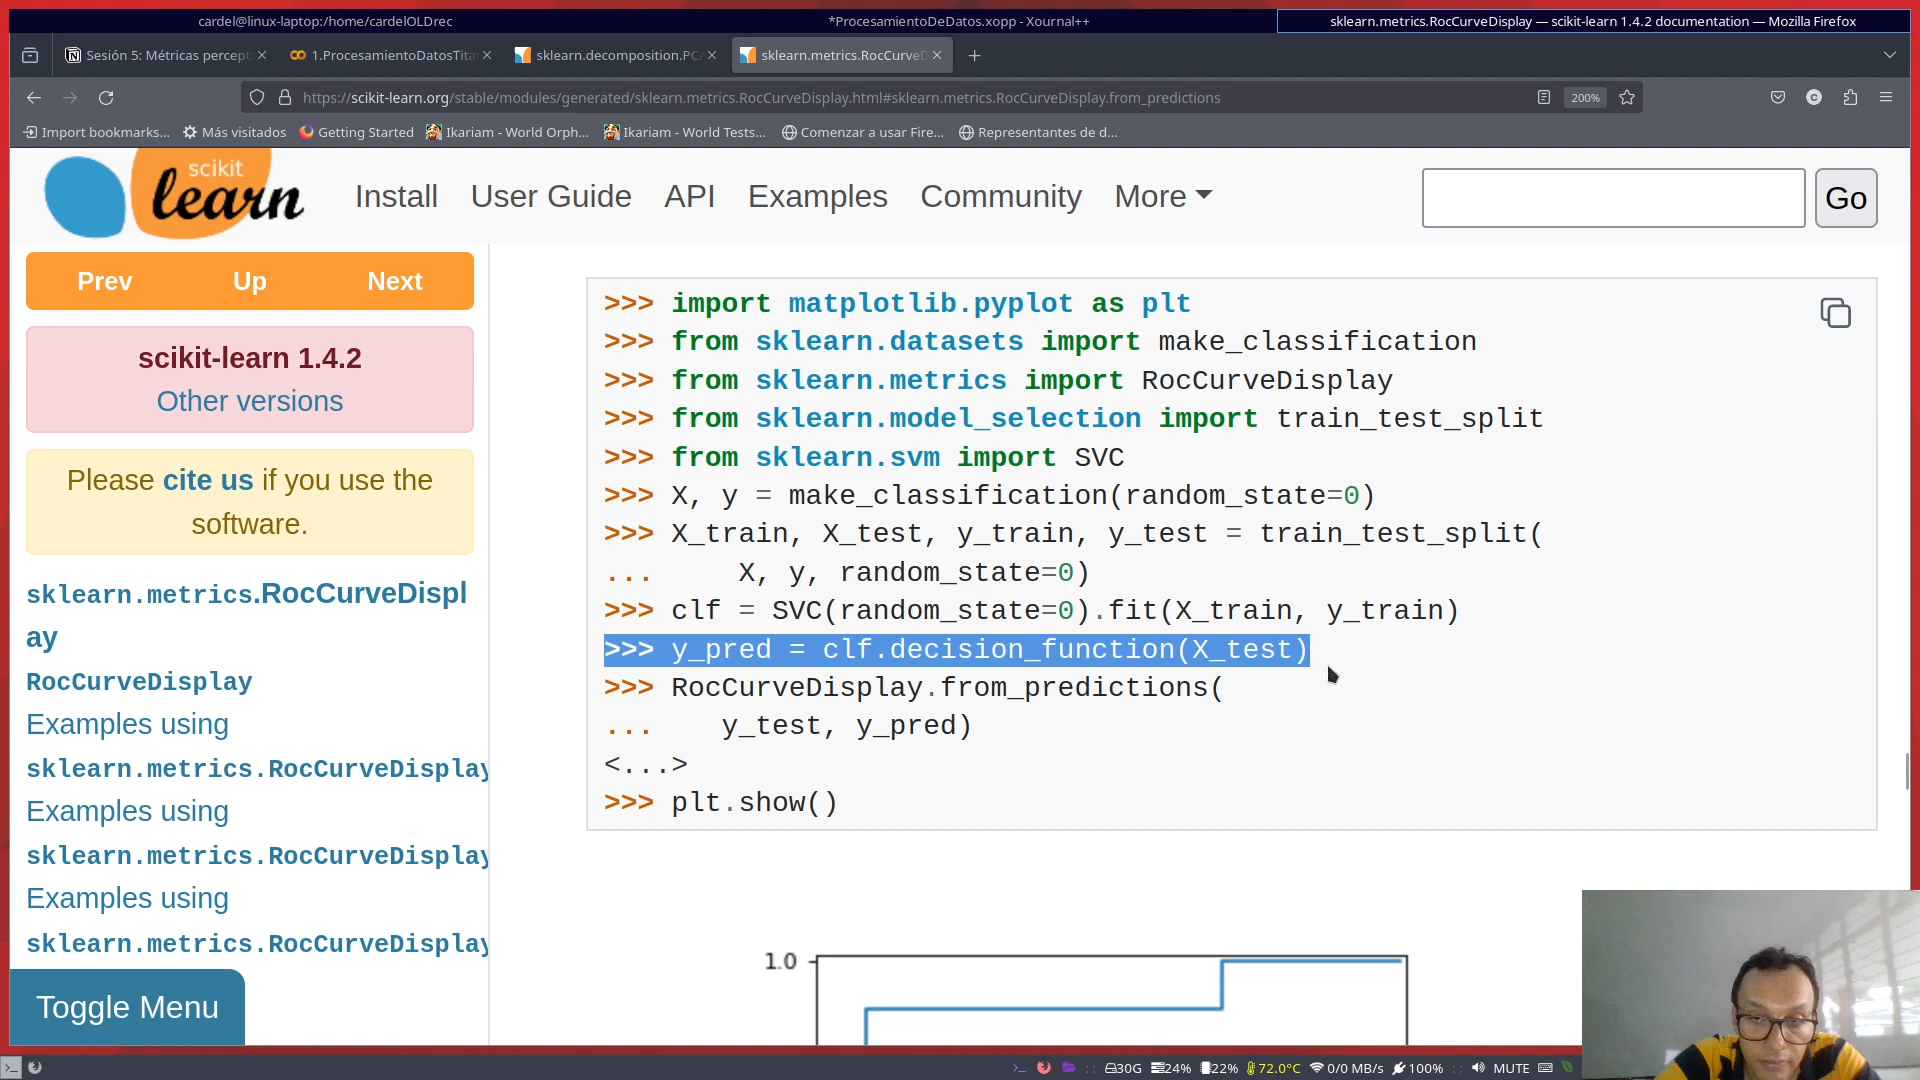 cardel@linux-laptop:/home/cardelOLDrec
*ProcesamientoDeDatos.xopp - Xournal++
sklearn.metrics.RocCurveDisplay — scikit-learn 1.4.2 documentation — Mozilla Firefox
Sesión 5: Métricas percept
1.ProcesamientoDatosTita
sklearn.decomposition.PCA
sklearn.metrics.RocCurveD
https://scikit-learn.org/stable/modules/generated/sklearn.metrics.RocCurveDisplay.html#sklearn.metrics.RocCurveDisplay.from_predictions
200%
C
Import bookmarks...
Más visitados
Getting Started
Ikariam - World Orph...
Ikariam - World Tests...
Comenzar a usar Fire...
Representantes de d...
scikit
learn
Install
User Guide
API
Examples
Community
More
Go
Prev
Up
Next
scikit-learn 1.4.2
Other versions
Please cite us if you use the
software.
sklearn.metrics.RocCurveDispl
ay
RocCurveDisplay
Examples using
sklearn.metrics.RocCurveDisplay
Examples using
sklearn.metrics.RocCurveDisplay
Examples using
sklearn.metrics.RocCurveDisplay
Toggle Menu
>>> import matplotlib.pyplot as plt
>>> from sklearn.datasets import make_classification
>>> from sklearn.metrics import RocCurveDisplay
>>> from sklearn.model_selection import train_test_split
>>> from sklearn.svm import SVC
>>> X, y = make_classification(random_state=0)
>>> X_train, X_test, y_train, y_test = train_test_split(
...     X, y, random_state=0)
>>> clf = SVC(random_state=0).fit(X_train, y_train)
>>> y_pred = clf.decision_function(X_test)
>>> RocCurveDisplay.from_predictions(
...    y_test, y_pred)
<...>
>>> plt.show()
1.0
30G
24%
22%
72.0°C
0/0 MB/s
100%
MUTE